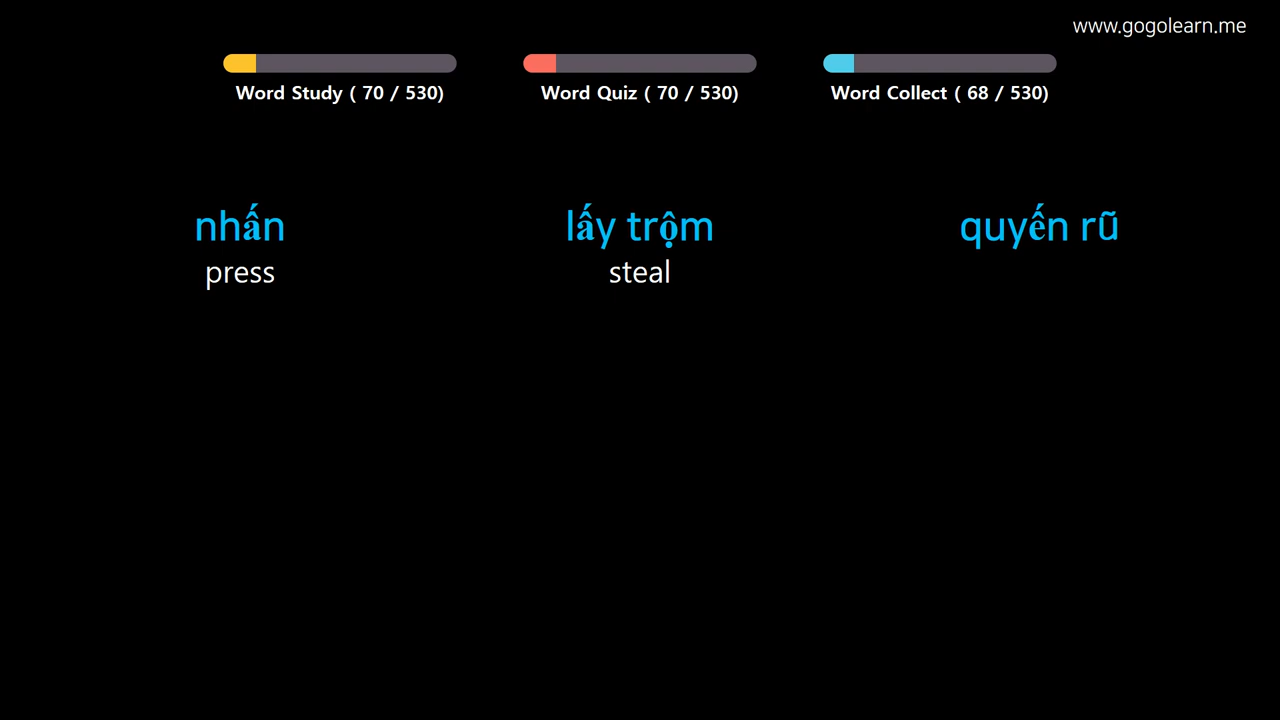 www.gogolearn.me
Word Study ( 70 / 530)
Word Quiz ( 70 / 530)
Word Collect ( 68 / 530)
nhấn
lấy trộm
quyến rũ
press
steal